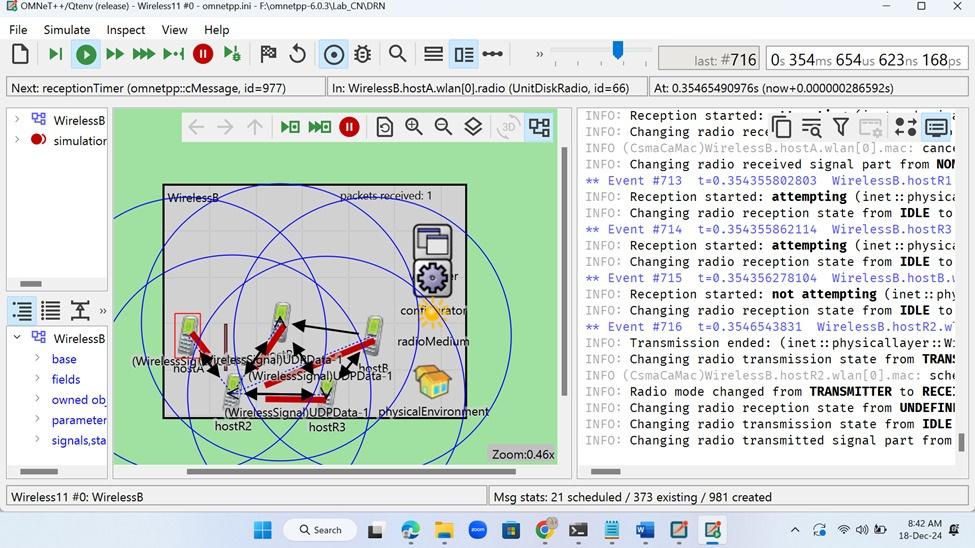 OMNeT++/Qtenv (release) - Wireless11 #0 - omnetpp.ini - F:\omnetpp-6.0.3\Lab_CN\DRN
File Simulate Inspect View Help
last: #716
0s 354ms 654us 623ns 168ps
Next: receptionTimer (omnetpp::cMessage, id=977)
In: WirelessB.hostA.wlan[0].radio (UnitDiskRadio, id=66)
At: 0.35465490976s (now+0.000000286592s)
WirelessB
simulation
3D
WirelessB
packets received: 1
configurator
radioMedium
physicalEnvironment
hostA
hostB
hostR2
hostR3
(WirelessSignal)UDPData-1
(WirelessSignal)UDPData-1
(WirelessSignal)UDPData-1
Zoom:0.46x
WirelessB
base
fields
owned obj
parameter
signals,sta
INFO: Reception started:
INFO: Changing radio rece
INFO (CsmaCaMac)WirelessB.hostA.wlan[0].mac: cance
INFO: Changing radio received signal part from NON
** Event #713 t=0.354355802803 WirelessB.hostR1
INFO: Reception started: attempting (inet::physica
INFO: Changing radio reception state from IDLE to
** Event #714 t=0.354355862114 WirelessB.hostR3
INFO: Reception started: attempting (inet::physica
INFO: Changing radio reception state from IDLE to
** Event #715 t=0.354356278104 WirelessB.hostB.w
INFO: Reception started: not attempting (inet::phy
INFO: Changing radio reception state from IDLE to
** Event #716 t=0.3546543831 WirelessB.hostR2.wl
INFO: Transmission ended: (inet::physicallayer::Wi
INFO: Changing radio transmission state from TRANS
INFO (CsmaCaMac)WirelessB.hostR2.wlan[0].mac: sche
INFO: Radio mode changed from TRANSMITTER to RECEI
INFO: Changing radio reception state from UNDEFINE
INFO: Changing radio transmission state from IDLE
INFO: Changing radio transmitted signal part from
Wireless11 #0: WirelessB
Msg stats: 21 scheduled / 373 existing / 981 created
Search
zoom
8:42 AM
18-Dec-24